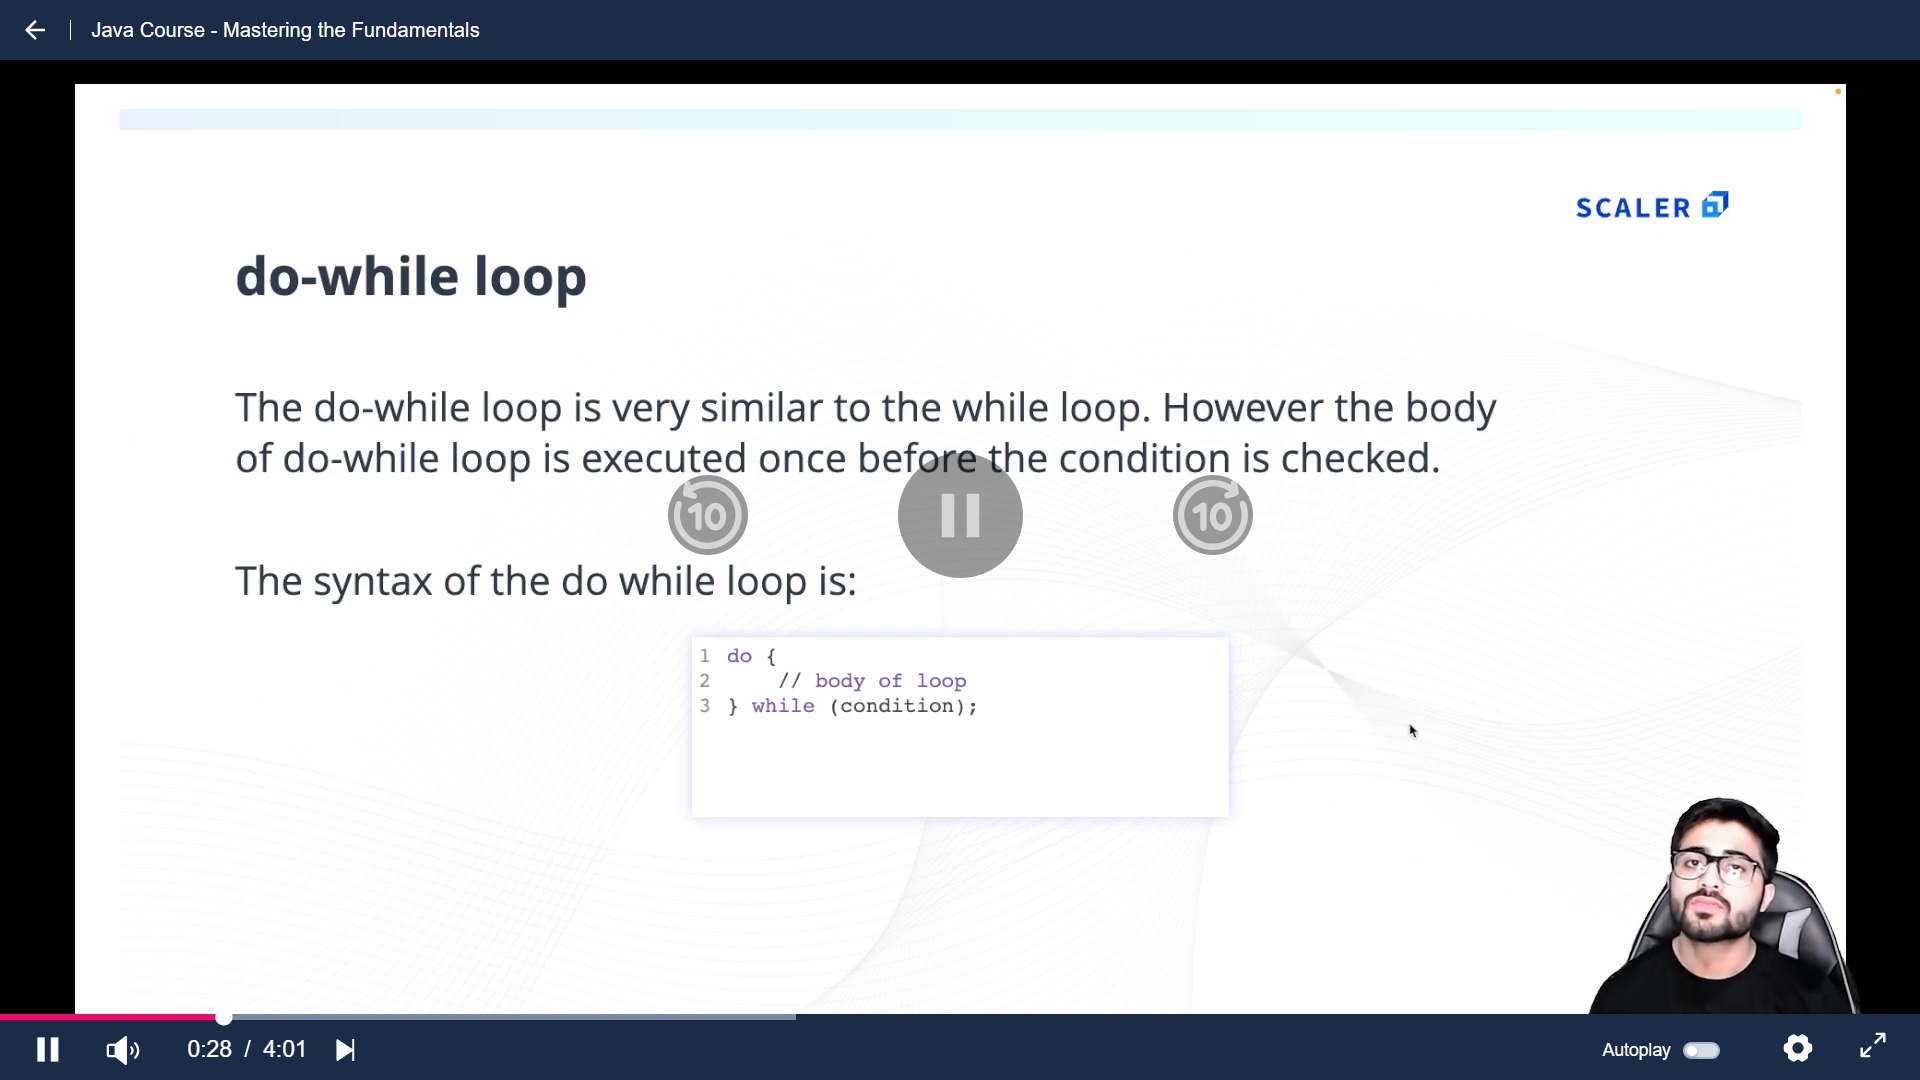 Java Course - Mastering the Fundamentals
SCALER
do-while loop
The do-while loop is very similar to the while loop. However the body
of do-while loop is executed once before the condition is checked.
10
10
The syntax of the do while loop is:
1 do {
2 // body of loop
3 } while (condition);
0:28 / 4:01
Autoplay